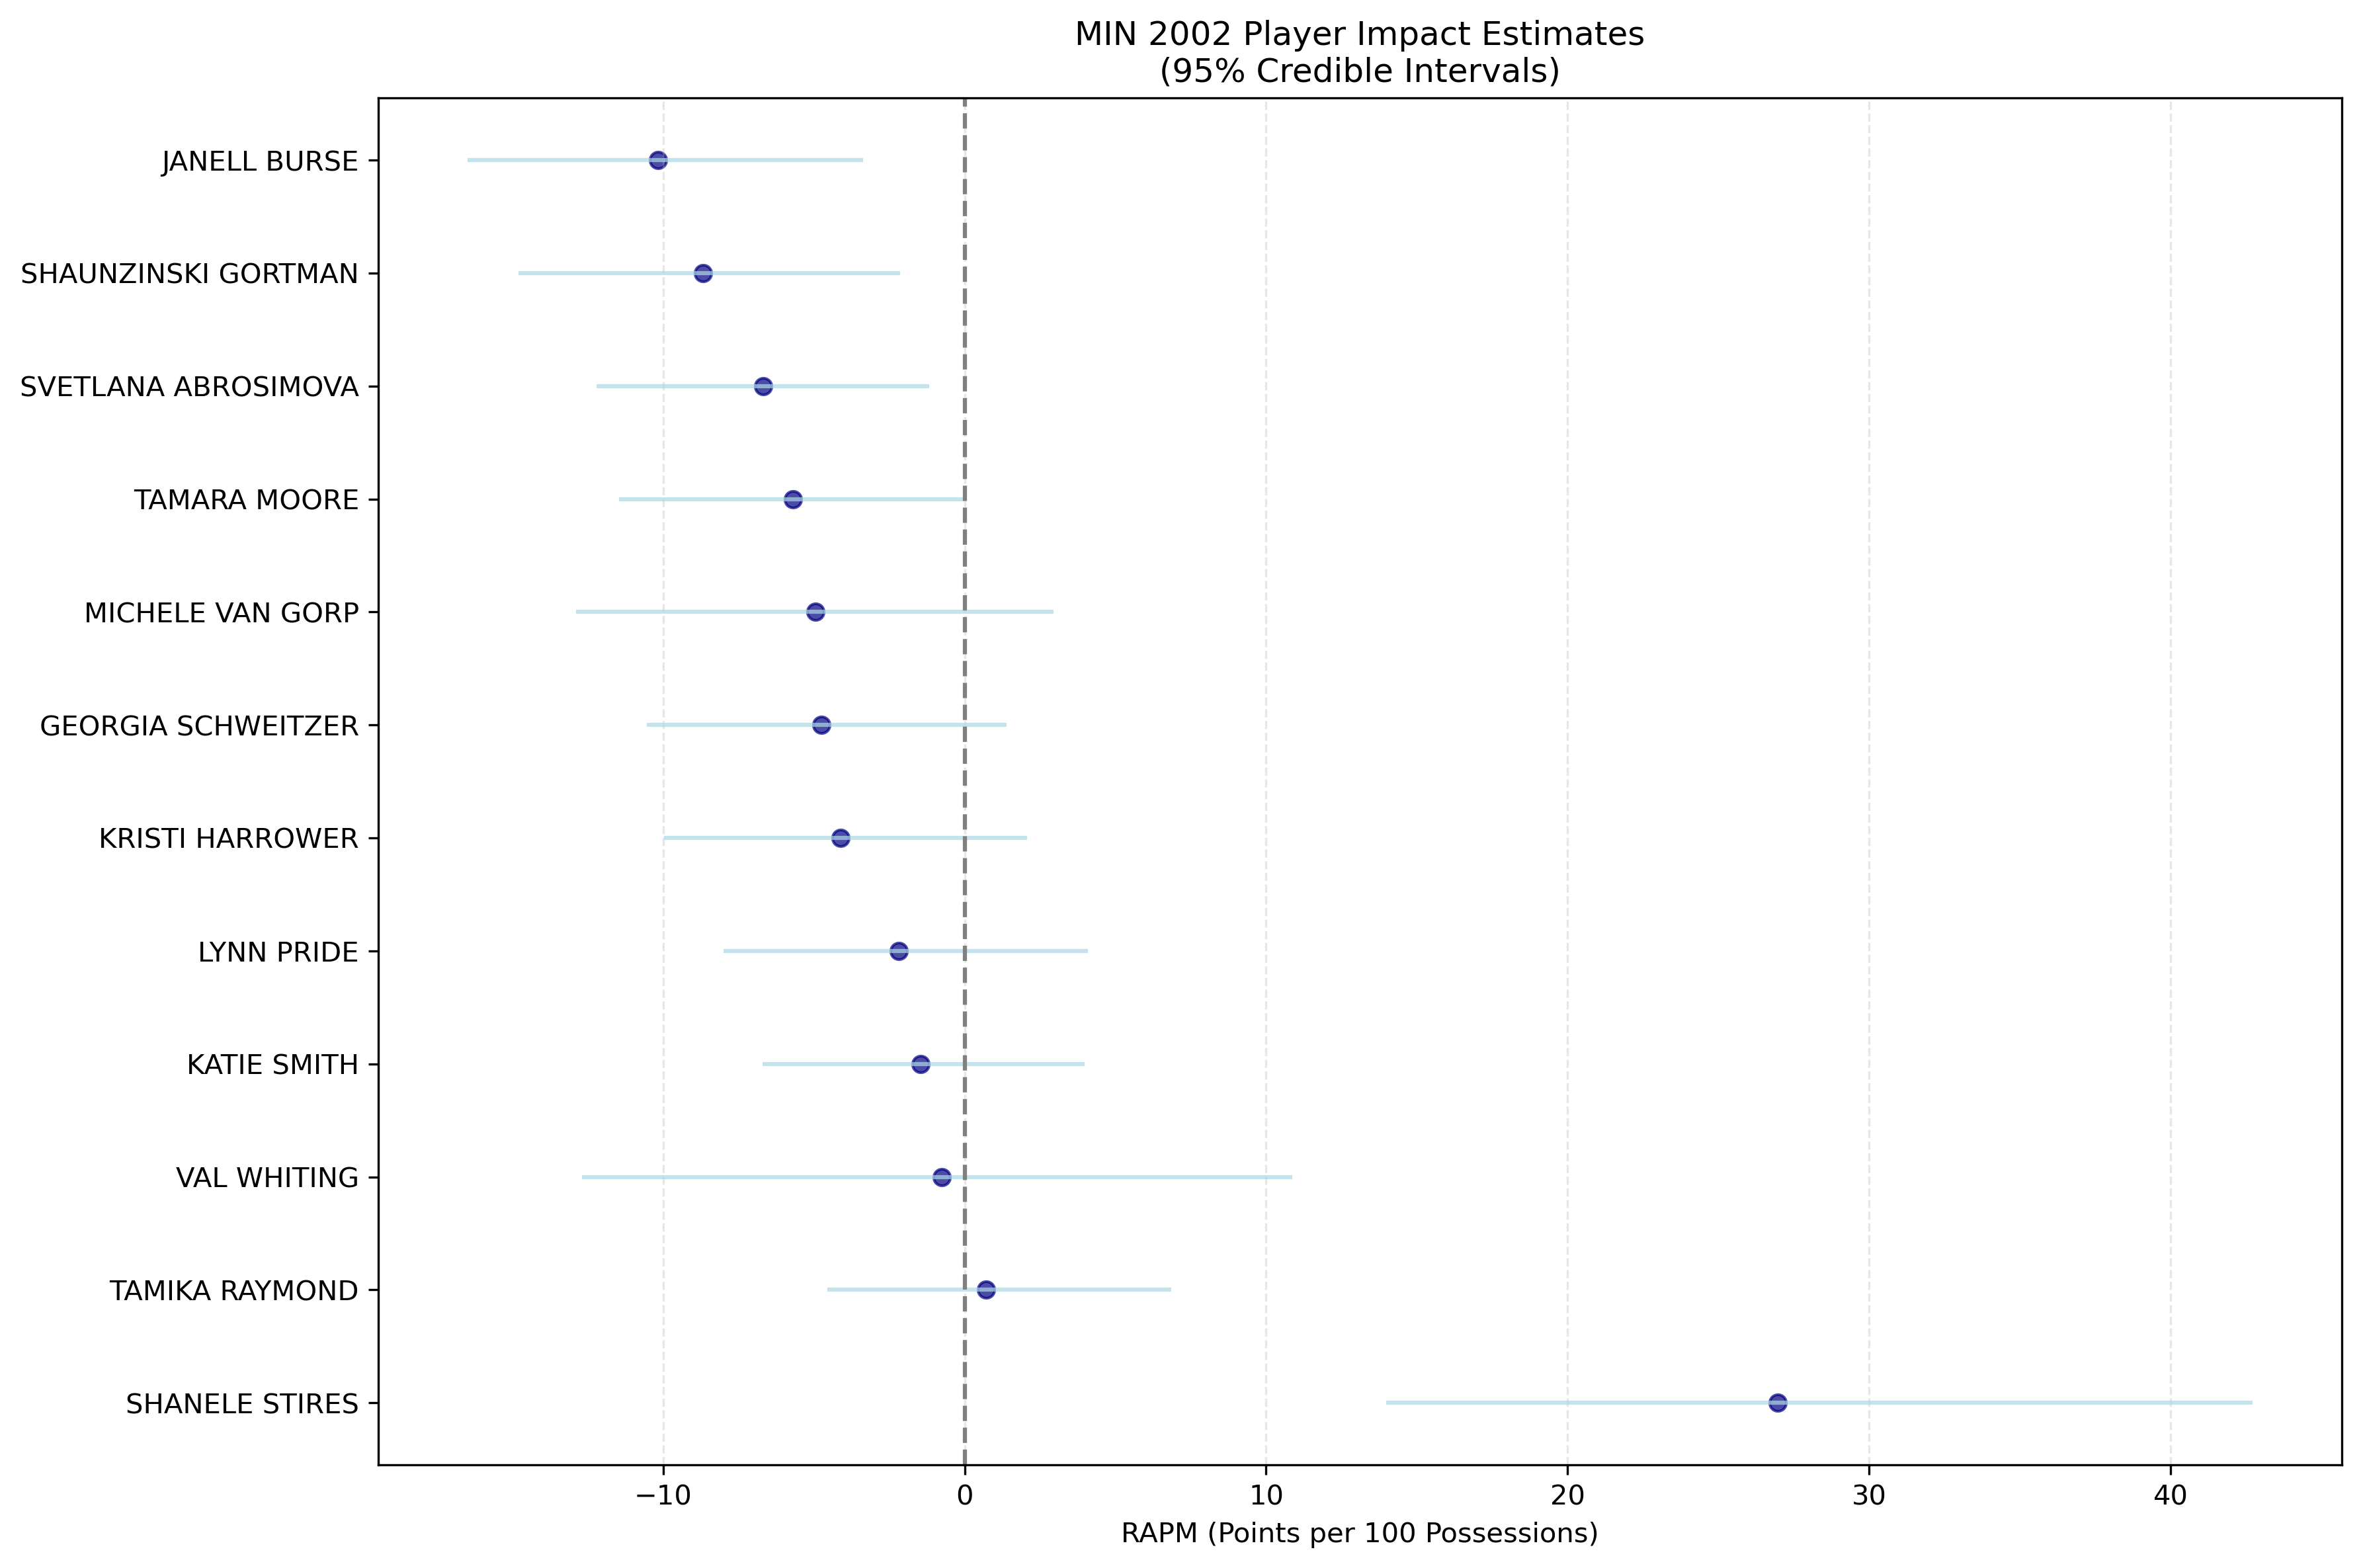 MIN 2002 Player Impact Estimates
(95% Credible Intervals)
JANELL BURSE
SHAUNZINSKI GORTMAN
SVETLANA ABROSIMOVA
TAMARA MOORE
MICHELE VAN GORP
GEORGIA SCHWEITZER
KRISTI HARROWER
LYNN PRIDE
KATIE SMITH
VAL WHITING
TAMIKA RAYMOND
SHANELE STIRES
−10 0 10 20 30 40
RAPM (Points per 100 Possessions)